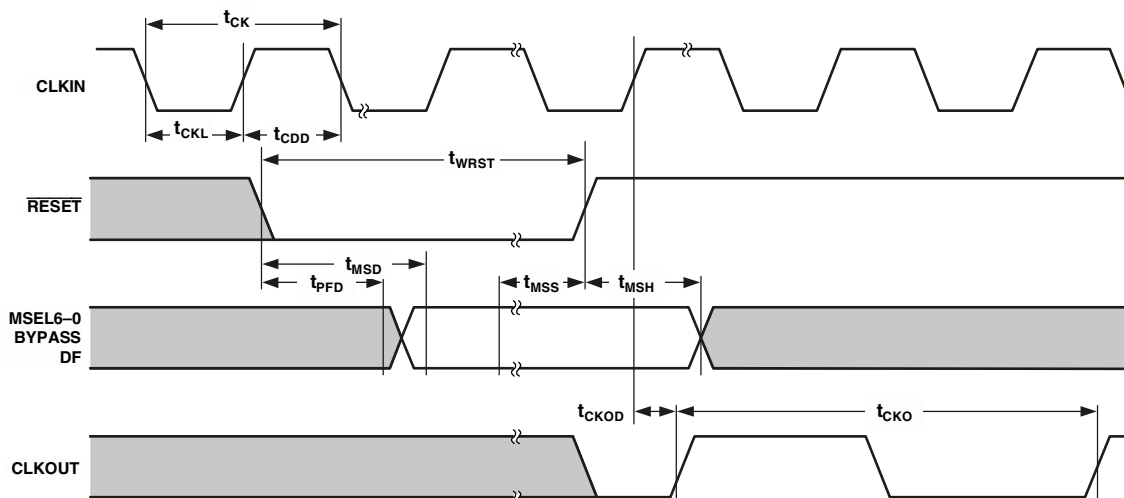 tCK
CLKIN
tCKL
tCDD
tWRST
RESET
tMSD
tPFD
tMSS
tMSH
MSEL6–0
BYPASS
DF
tCKOD
tCKO
CLKOUT